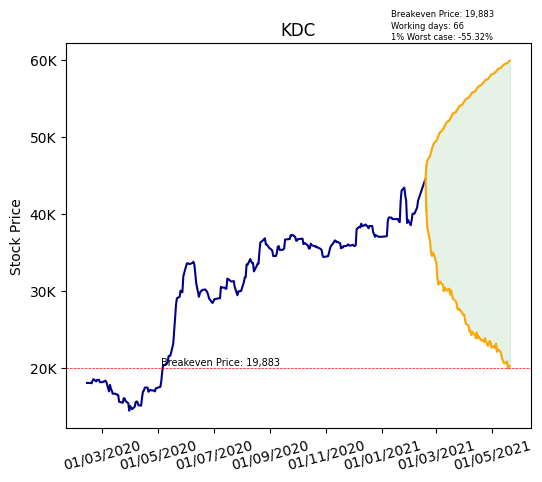 Breakeven Price: 19,883
Working days: 66
1% Worst case: -55.32%
KDC
60K
50K
40K
30K
20K
Stock Price
Breakeven Price: 19,883
01/03/2020
01/05/2020
01/07/2020
01/09/2020
01/11/2020
01/01/2021
01/03/2021
01/05/2021